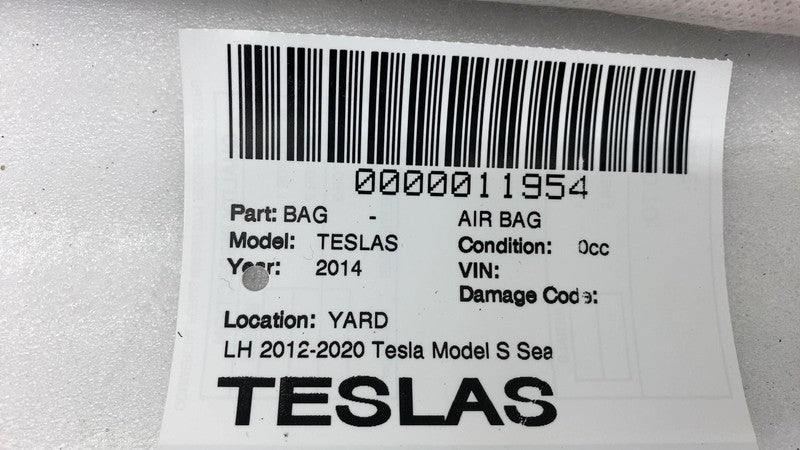 0000011954
Part: BAG - AIR BAG
Model: TESLAS Condition: 0cc
Year: 2014 VIN:
Damage Code:
Location: YARD
LH 2012-2020 Tesla Model S Sea
TESLAS